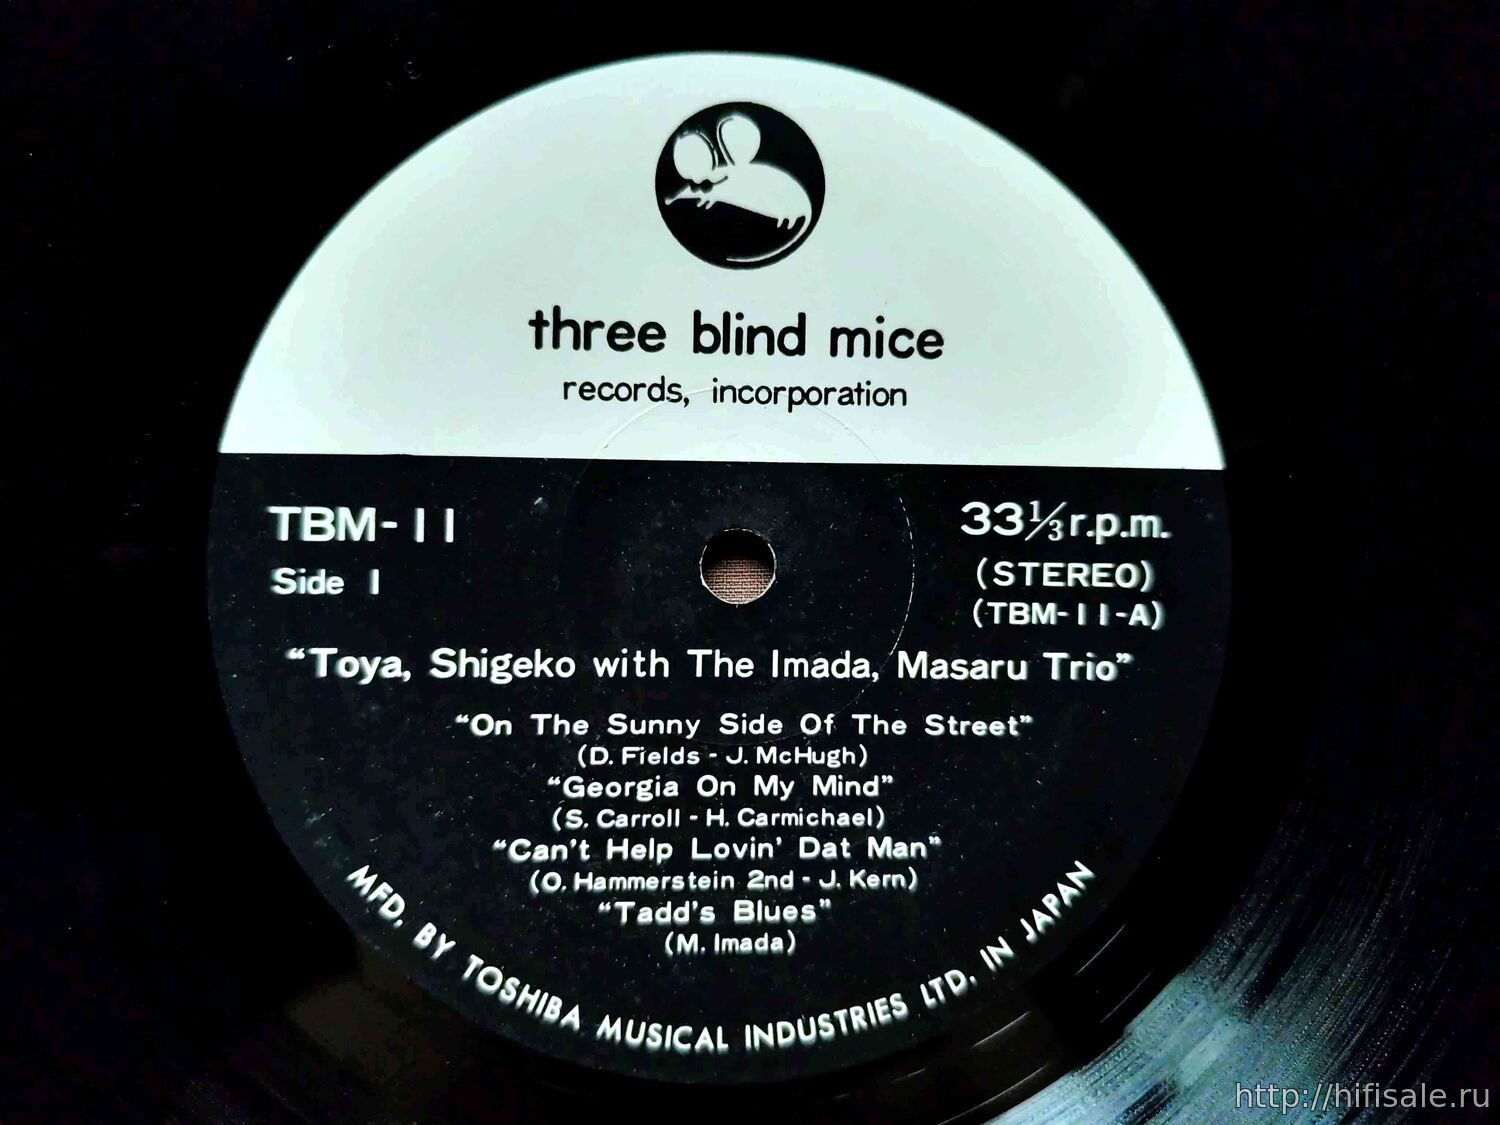 three blind mice
records, incorporation
TBM-11
33⅓ r.p.m.
Side 1
(STEREO)
(TBM-11-A)
“Toya, Shigeko with The Imada, Masaru Trio”
“On The Sunny Side Of The Street”
(D. Fields - J. McHugh)
“Georgia On My Mind”
(S. Carroll - H. Carmichael)
“Can't Help Lovin' Dat Man”
(O. Hammerstein 2nd - J. Kern)
“Tadd's Blues”
(M. Imada)
MFD. BY TOSHIBA MUSICAL INDUSTRIES LTD. IN JAPAN
http://hifisale.ru